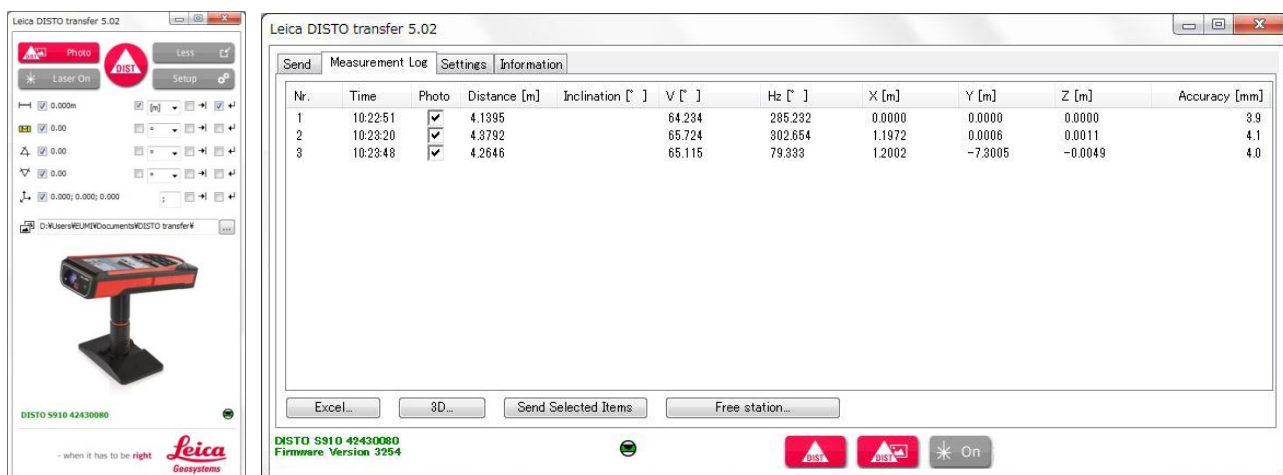 Leica DISTO transfer 5.02
DIST Photo
DIST
Less
Laser On
Setup
0.000m [m]
0.00 °
0.00 °
0.00 °
0.000; 0.000; 0.000 ;
D:¥Users¥EUMI¥Documents¥DISTO transfer¥ ...
DISTO S910 42430080
- when it has to be right
Leica
Geosystems
Leica DISTO transfer 5.02
Send Measurement Log Settings Information
Nr. Time Photo Distance [m] Inclination [° ] V [° ] Hz [° ] X [m] Y [m] Z [m] Accuracy [mm]
1 10:22:51 4.1395 64.234 285.232 0.0000 0.0000 0.0000 3.9
2 10:23:20 4.3792 65.724 302.654 1.1972 0.0006 0.0011 4.1
3 10:23:48 4.2646 65.115 79.333 1.2002 -7.3005 -0.0049 4.0
Excel... 3D... Send Selected Items Free station...
DISTO S910 42430080
Firmware Version 3254
DIST DIST On